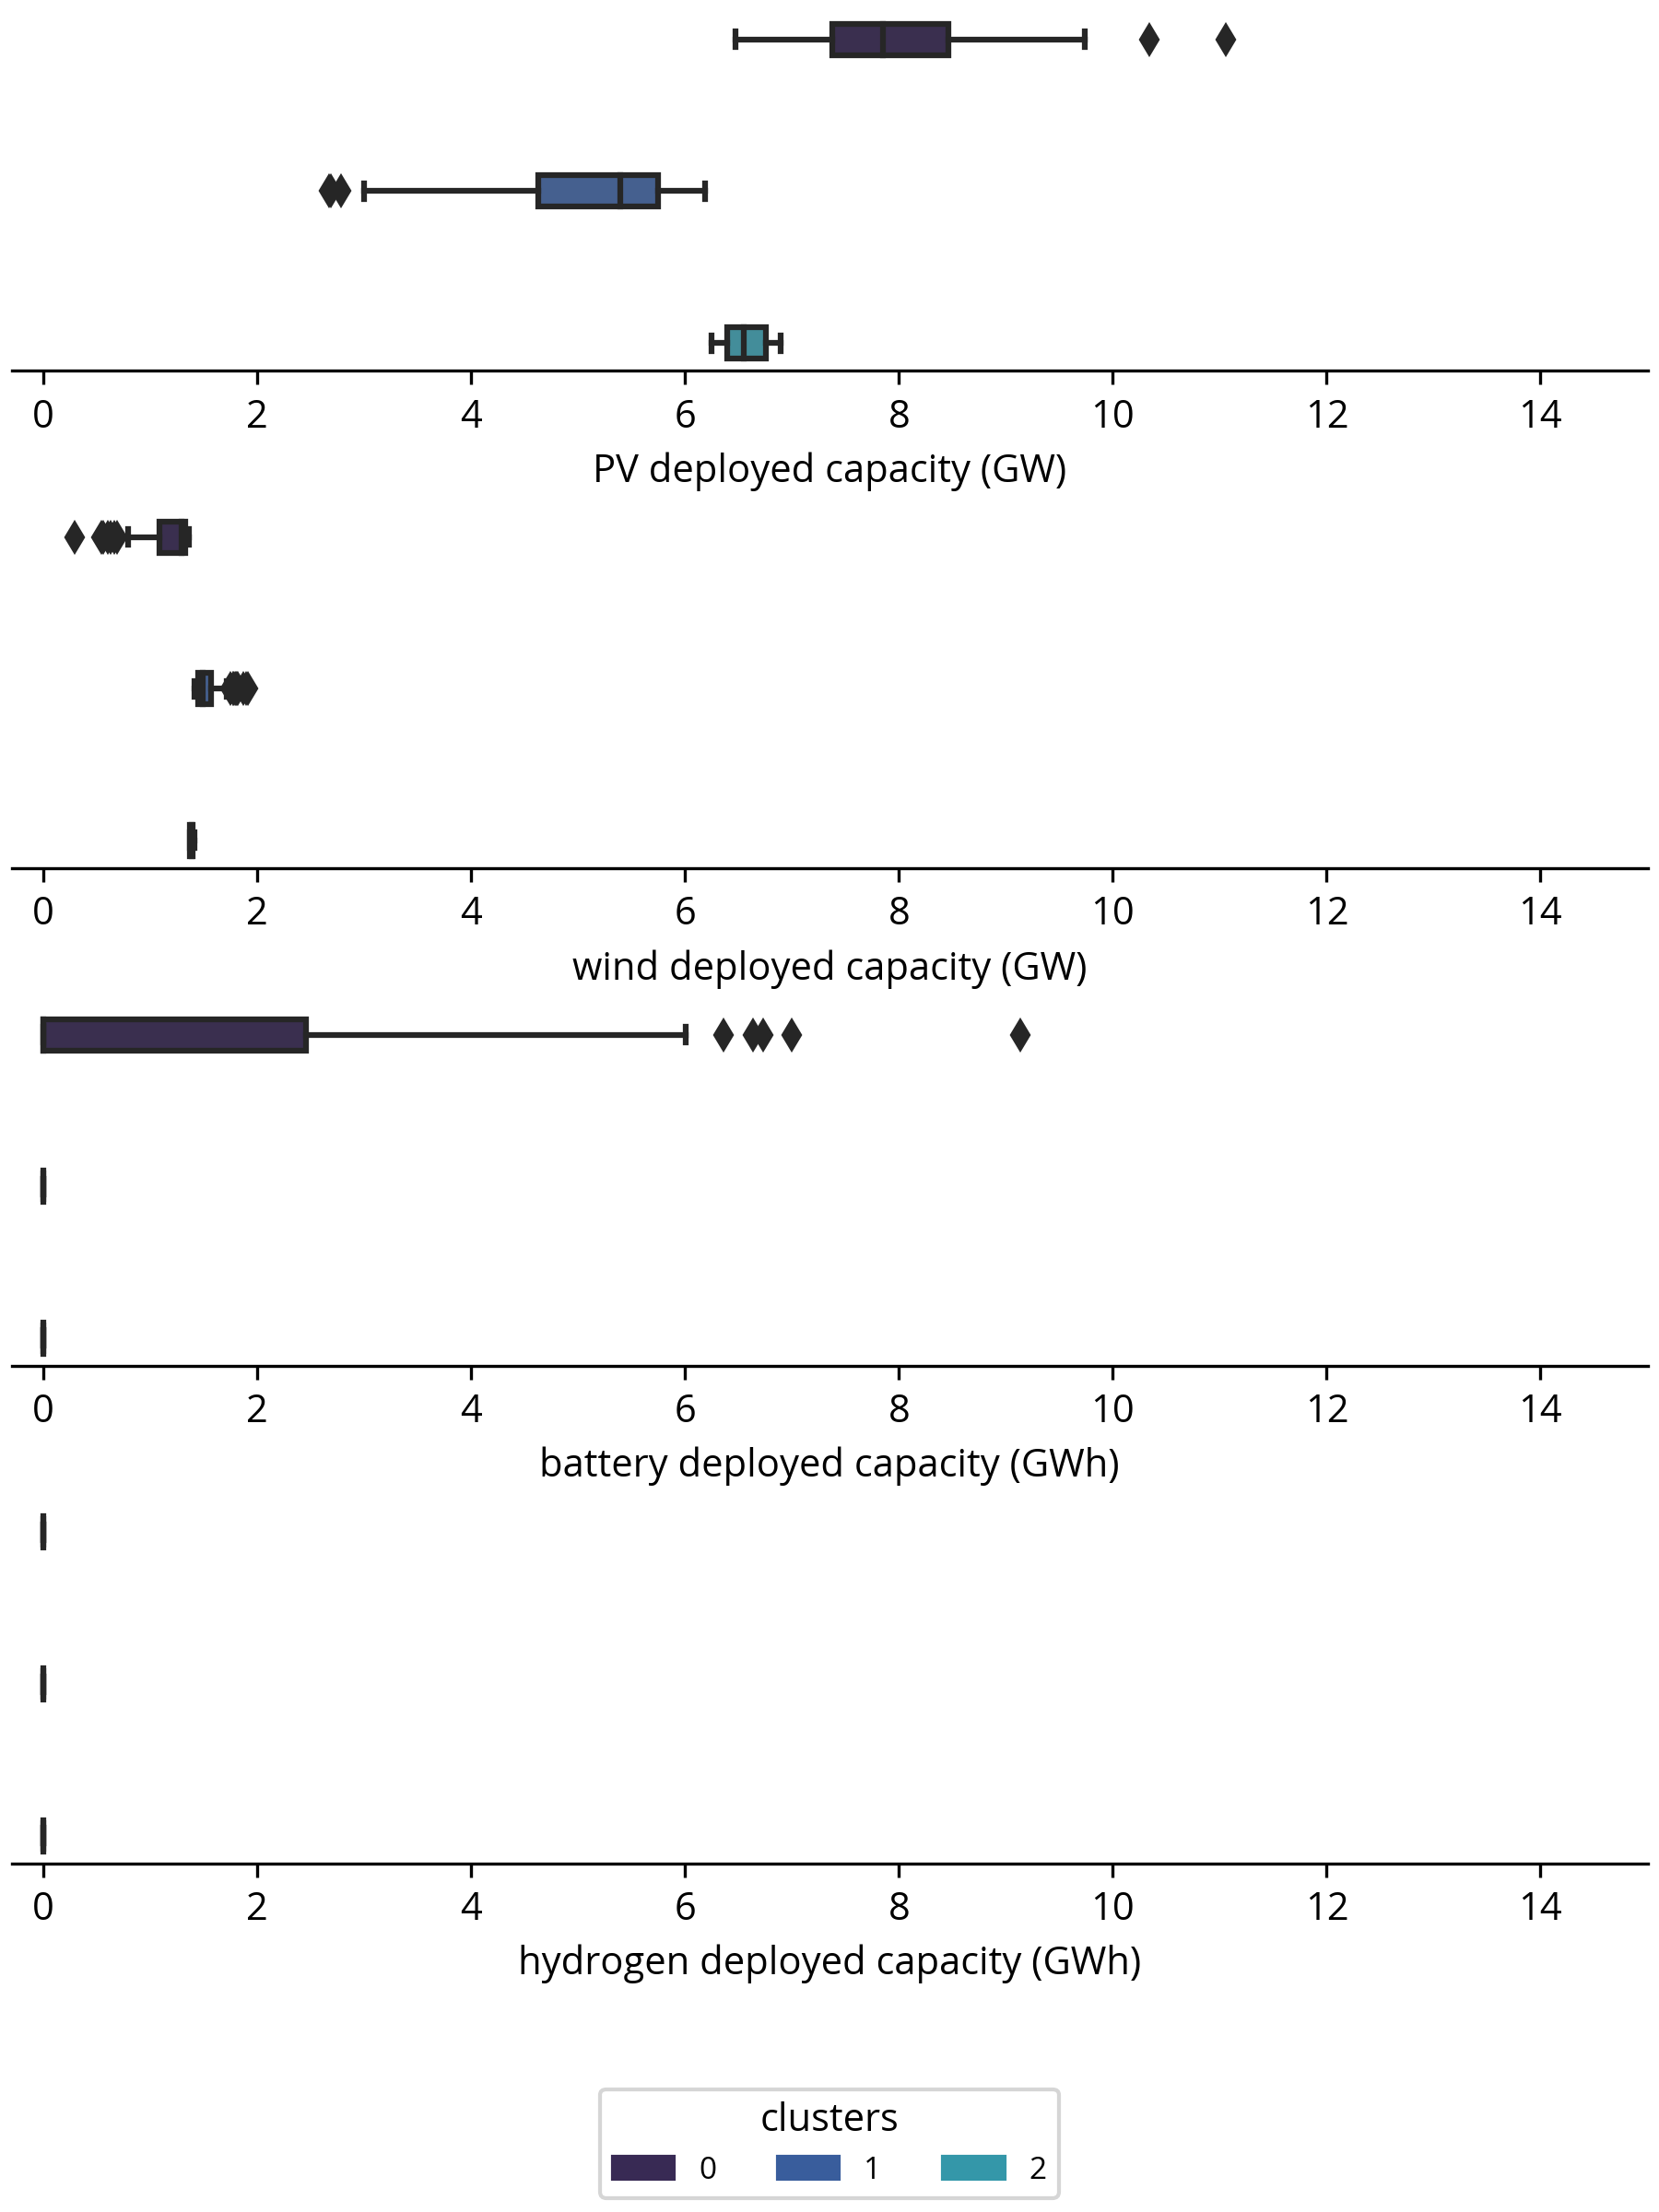 0 2 4 6 8 10 12 14
PV deployed capacity (GW)
0 2 4 6 8 10 12 14
wind deployed capacity (GW)
0 2 4 6 8 10 12 14
battery deployed capacity (GWh)
0 2 4 6 8 10 12 14
hydrogen deployed capacity (GWh)
clusters
0 1 2